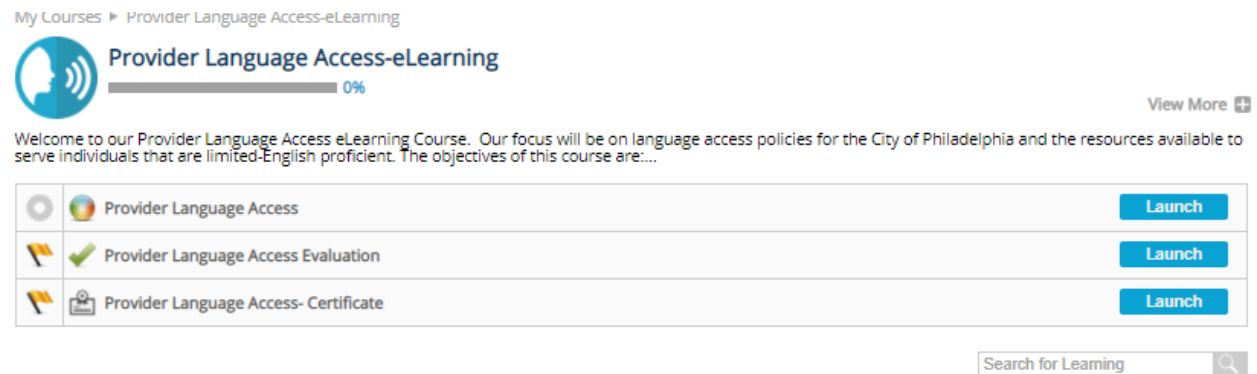 My Courses ▶ Provider Language Access-eLearning
Provider Language Access-eLearning
0%
View More
Welcome to our Provider Language Access eLearning Course.  Our focus will be on language access policies for the City of Philadelphia and the resources available to
serve individuals that are limited-English proficient. The objectives of this course are:...
Provider Language Access Launch
Provider Language Access Evaluation Launch
Provider Language Access- Certificate Launch
Search for Learning